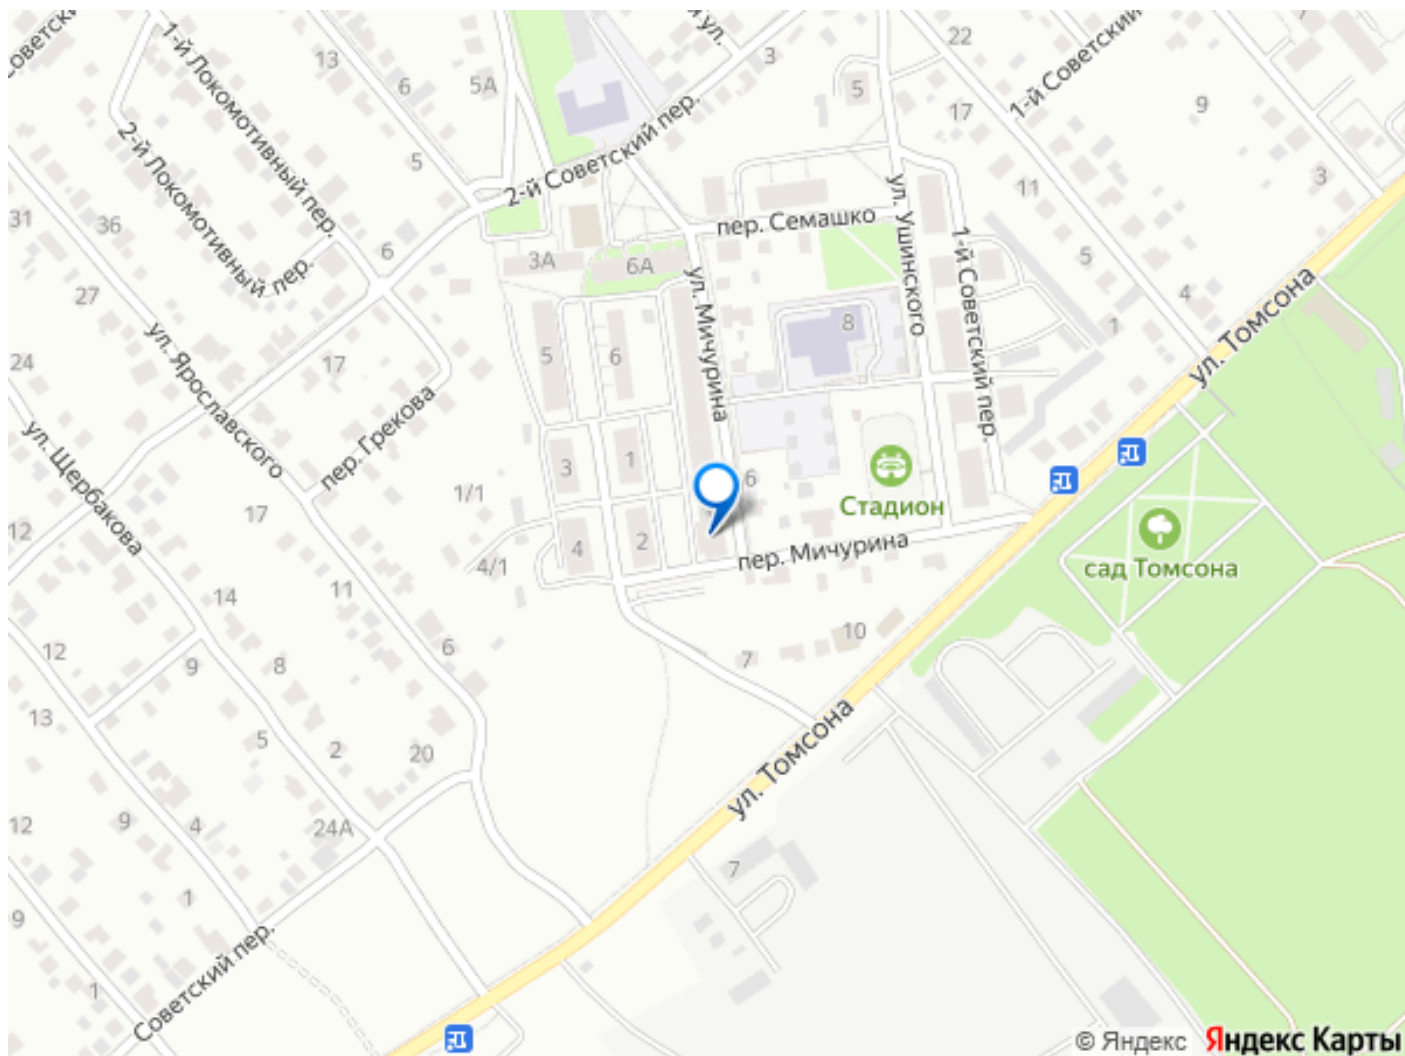 1-й Локомотивный пер.
13
6
5А
3
22
1-й Советский
5
17
9
2-й Локомотивный пер.
5
2-й Советский пер.
11
3
31
36
6
пер. Семашко
ул. Ушинского
1-й Советский пер.
5
3А
6А
27
ул. Мичурина
4
ул. Томсона
ул. Ярославского
17
5
6
8
1
24
пер. Грекова
ул. Щербакова
3
1
1/1
6
Стадион
17
12
4
2
4/1
пер. Мичурина
сад Томсона
11
14
10
12
9
8
6
7
13
5
2
20
ул. Томсона
12
9
4
24А
7
1
9
Советский пер.
1
© Яндекс Яндекс Карты